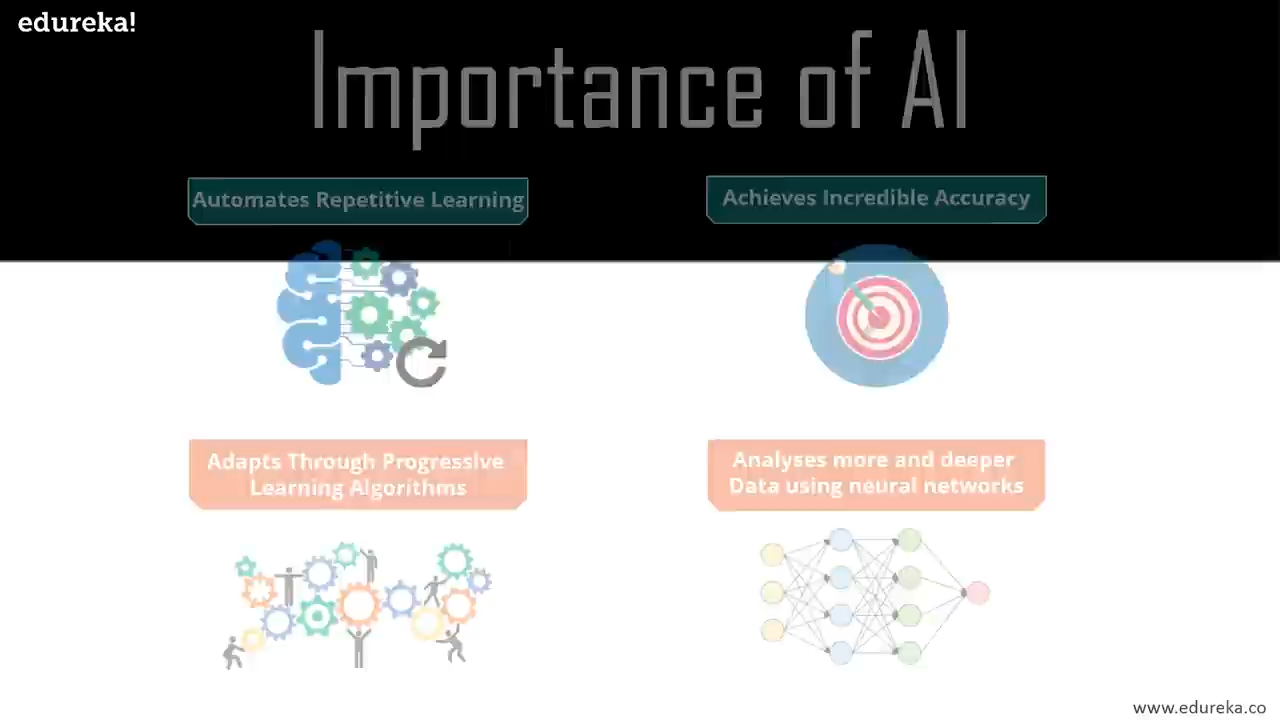 edureka!
Importance of AI
Automates Repetitive Learning
Achieves Incredible Accuracy
Adapts Through Progressive
Learning Algorithms
Analyses more and deeper
Data using neural networks
www.edureka.co